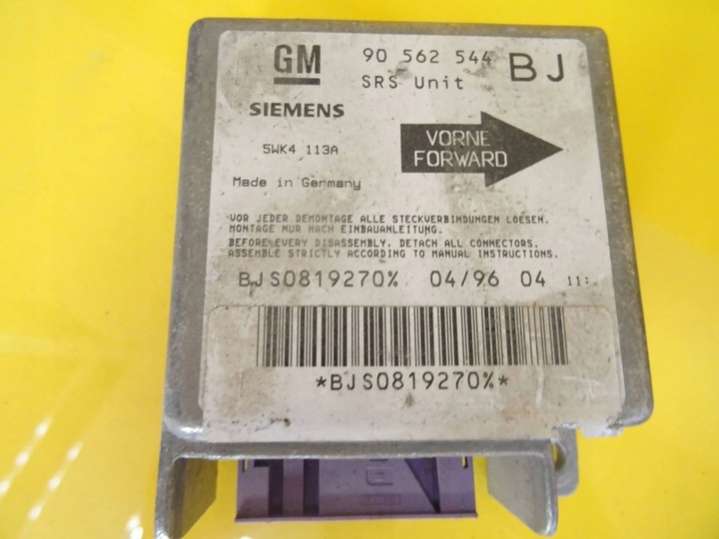 GM 90 562 544 BJ
SRS Unit
SIEMENS
5WK4 113A
VORNE
FORWARD
Made in Germany
VOR JEDER DEMONTAGE ALLE STECKVERBINDUNGEN LOESEN.
MONTAGE NUR NACH EINBAUANLEITUNG.
BEFORE EVERY DISASSEMBLY, DETACH ALL CONNECTORS.
ASSEMBLE STRICTLY ACCORDING TO MANUAL INSTRUCTIONS.
BJS0819270% 04/96 04 11:
*BJS0819270%*